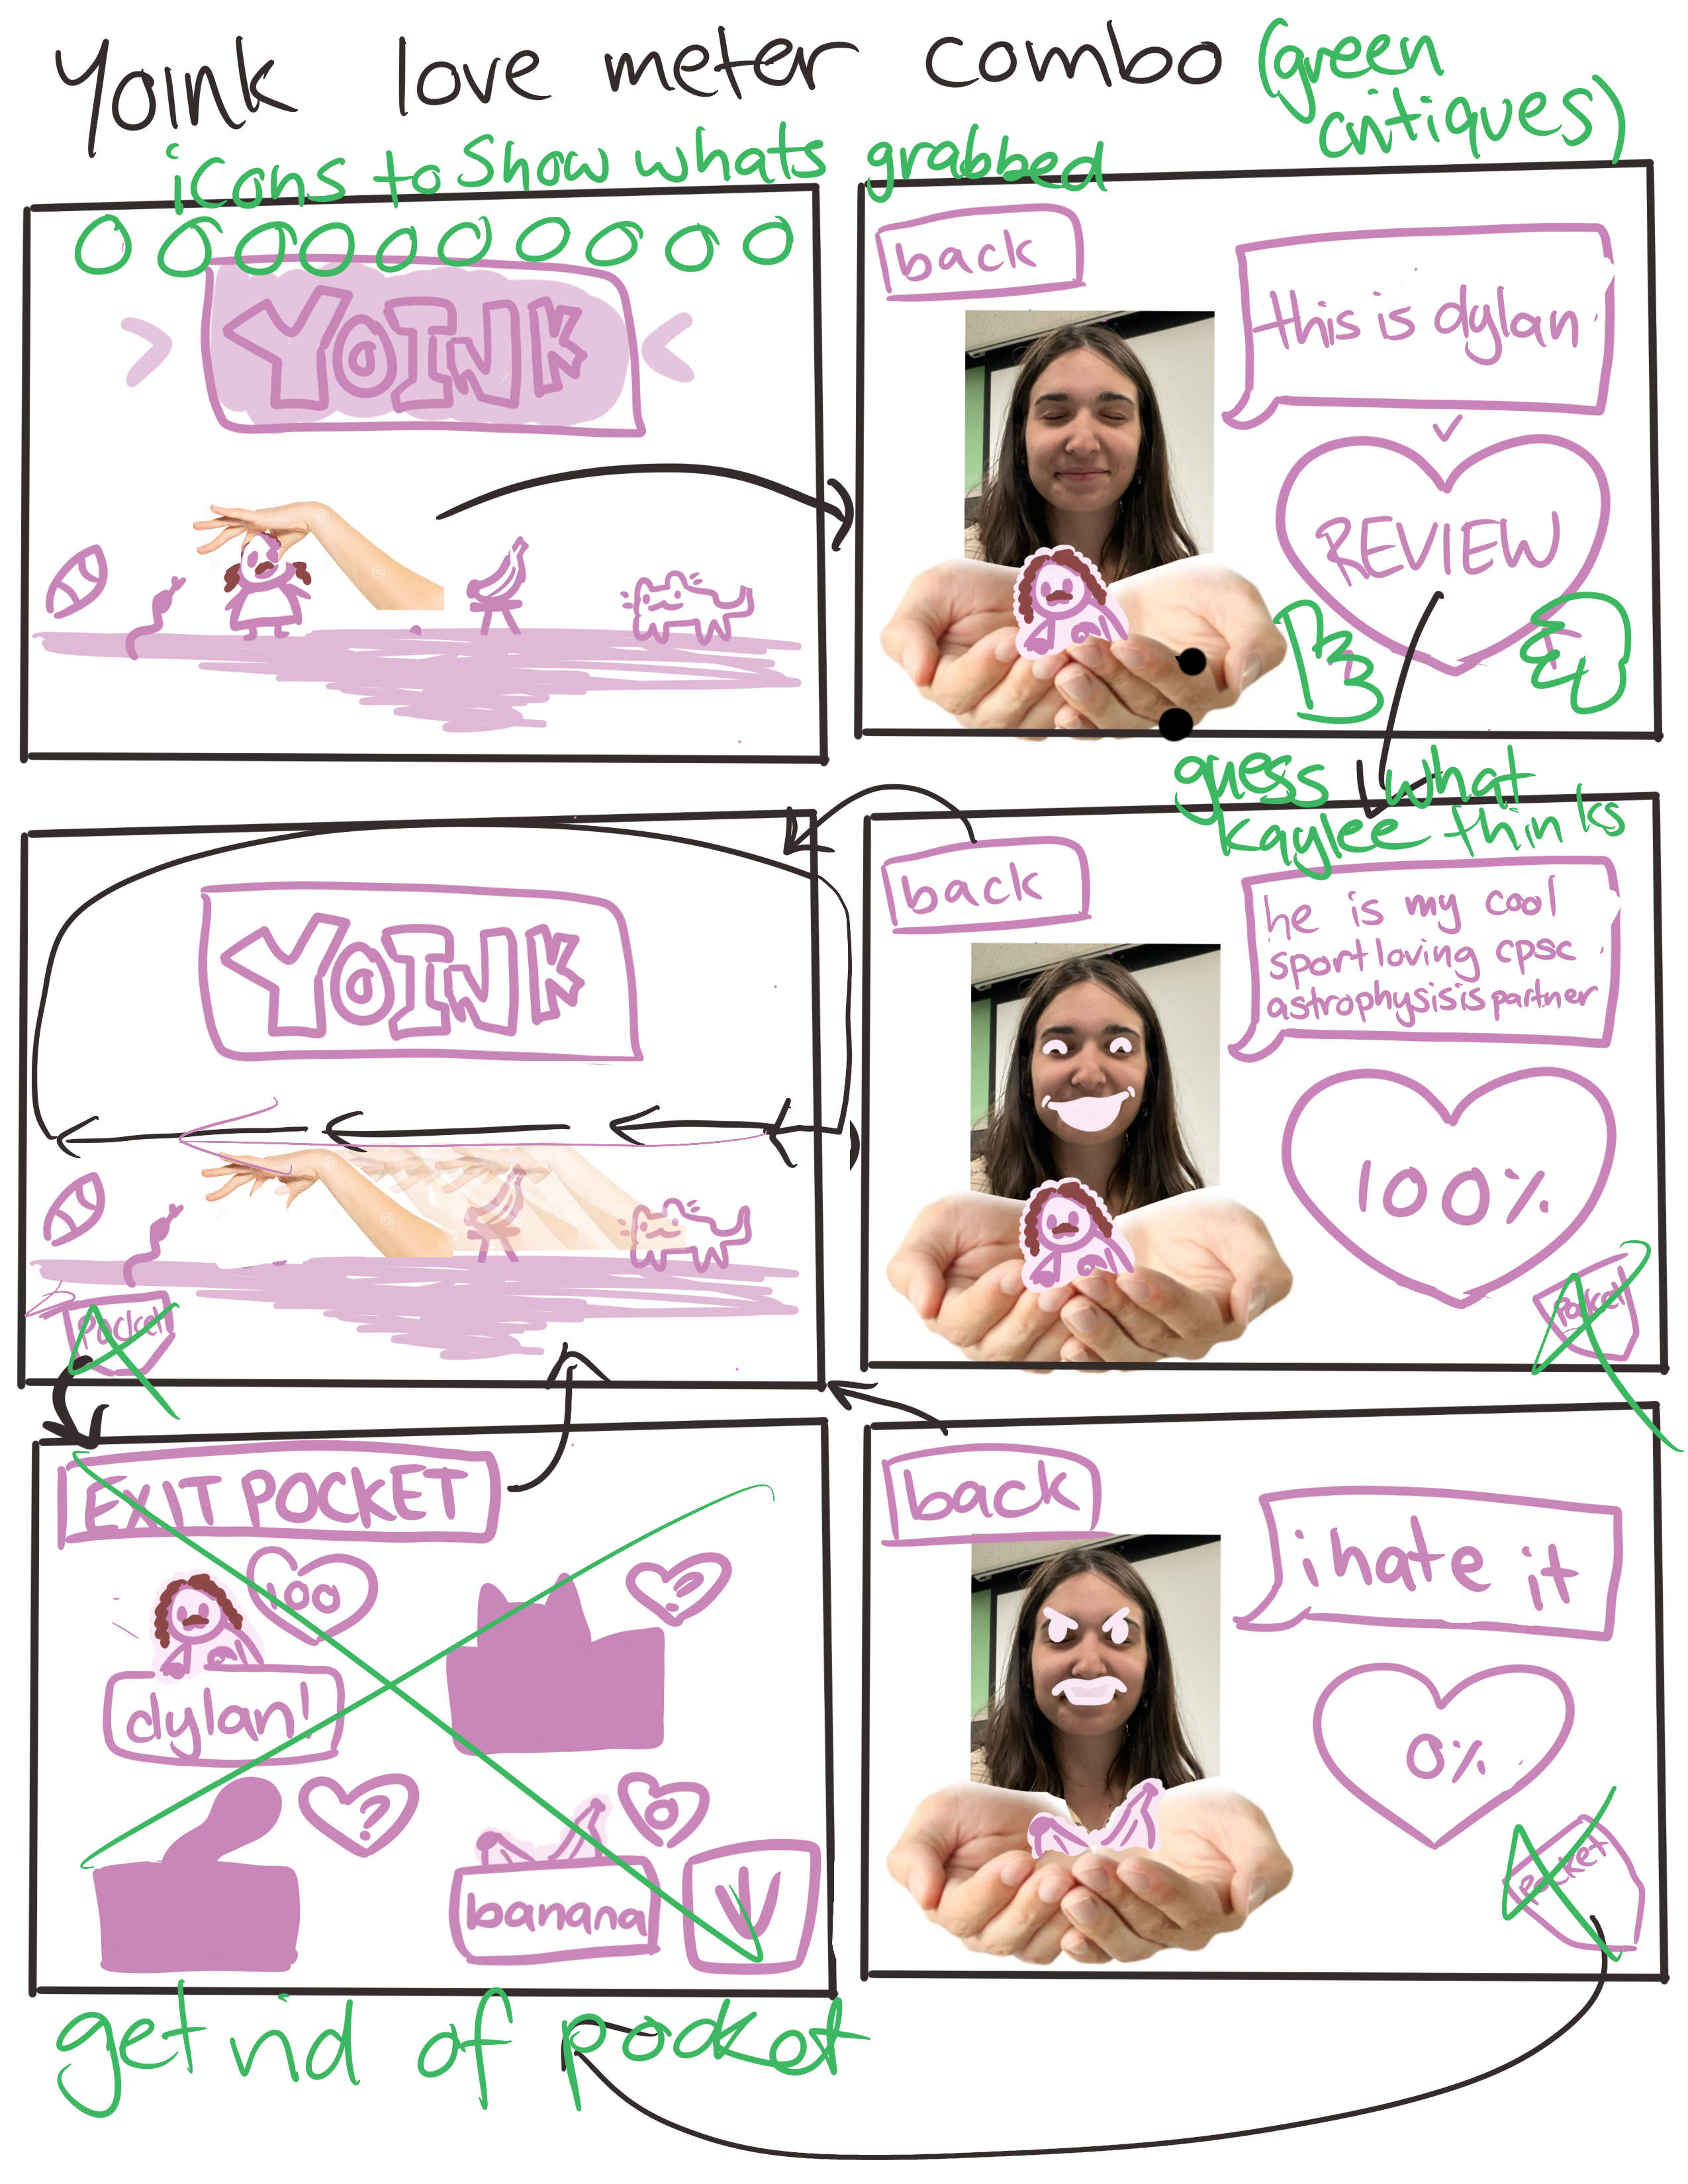 Yoink love meter combo (green
critiques)
icons to show whats grabbed
YOINK
back
this is dylan
REVIEW
guess what
kaylee thinks
YOINK
Pocket
back
he is my cool
sport loving cpsc
astrophysisis partner
100%
Pocket
EXIT POCKET
100
?
dylan!
?
0
banana
back
i hate it
0%
pocket
get rid of pocket